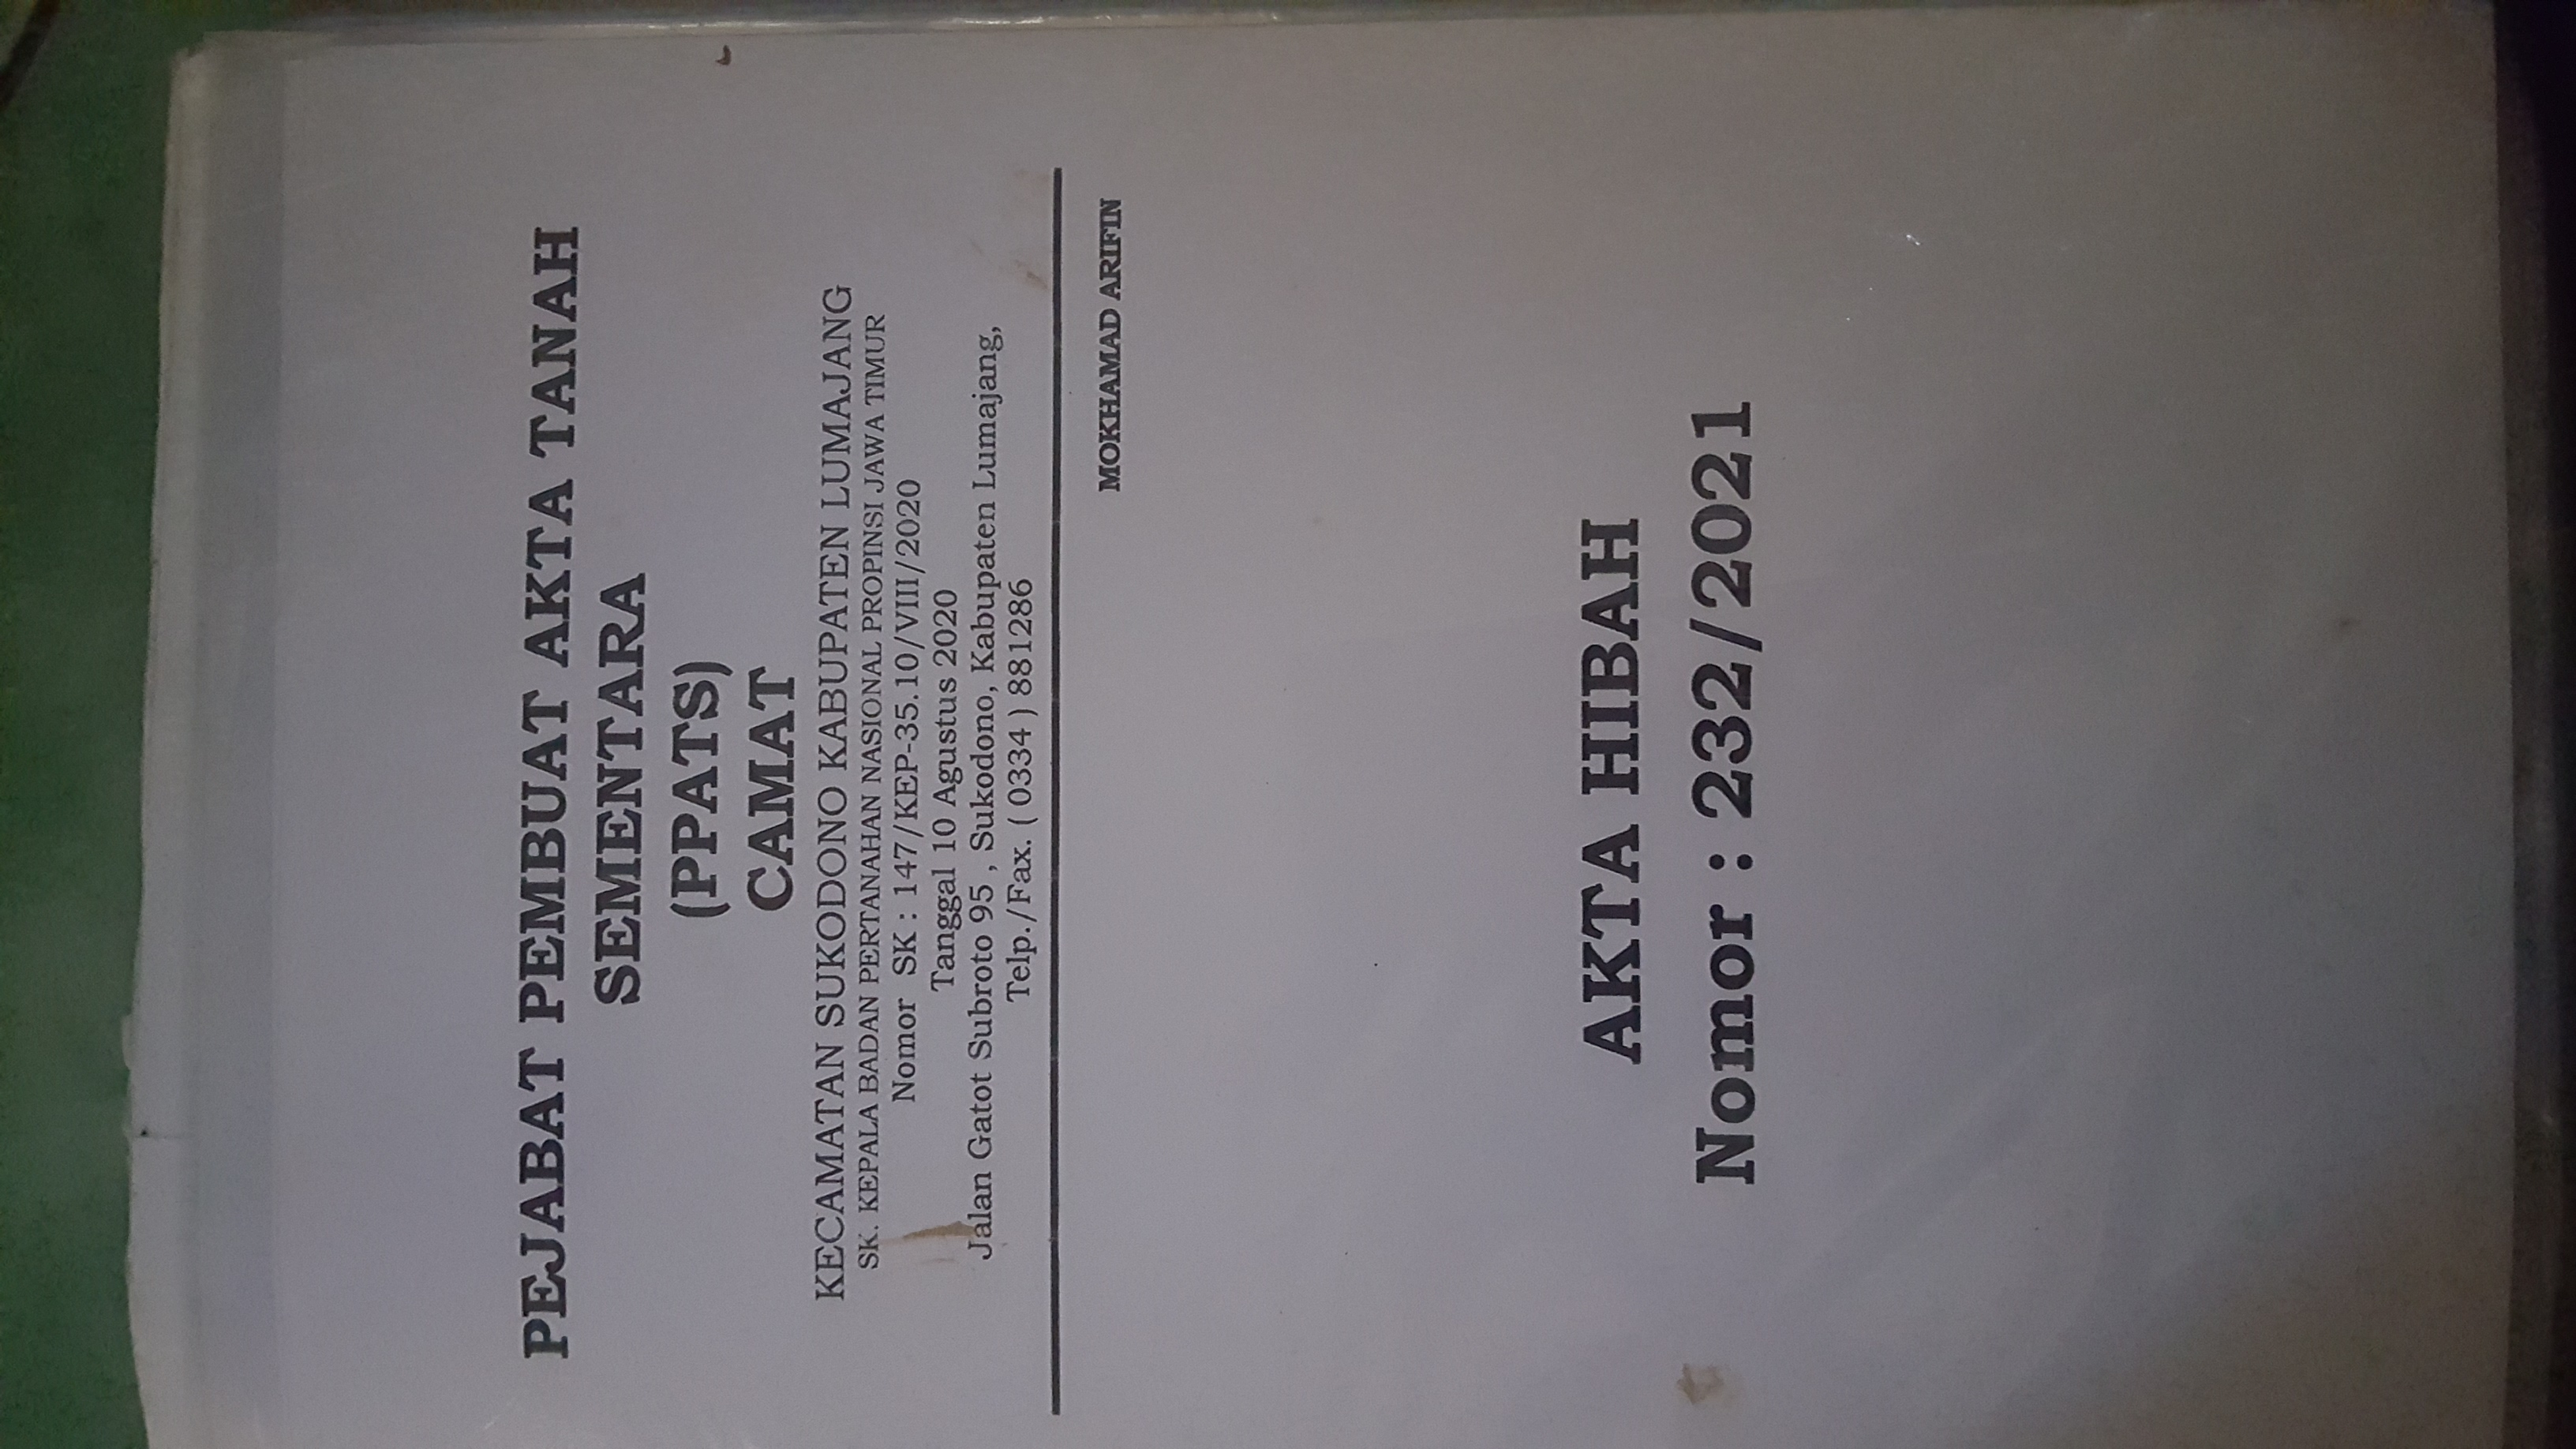 PEJABAT PEMBUAT AKTA TANAH
SEMENTARA
(PPATS)
CAMAT
KECAMATAN SUKODONO KABUPATEN LUMAJANG
SK. KEPALA BADAN PERTANAHAN NASIONAL PROPINSI JAWA TIMUR
Nomor SK : 147/KEP-35.10/VIII/2020
Tanggal 10 Agustus 2020
Jalan Gatot Subroto 95 , Sukodono, Kabupaten Lumajang,
Telp./Fax. ( 0334 ) 881286
MOKHAMAD ARIFIN
AKTA HIBAH
Nomor : 232/2021